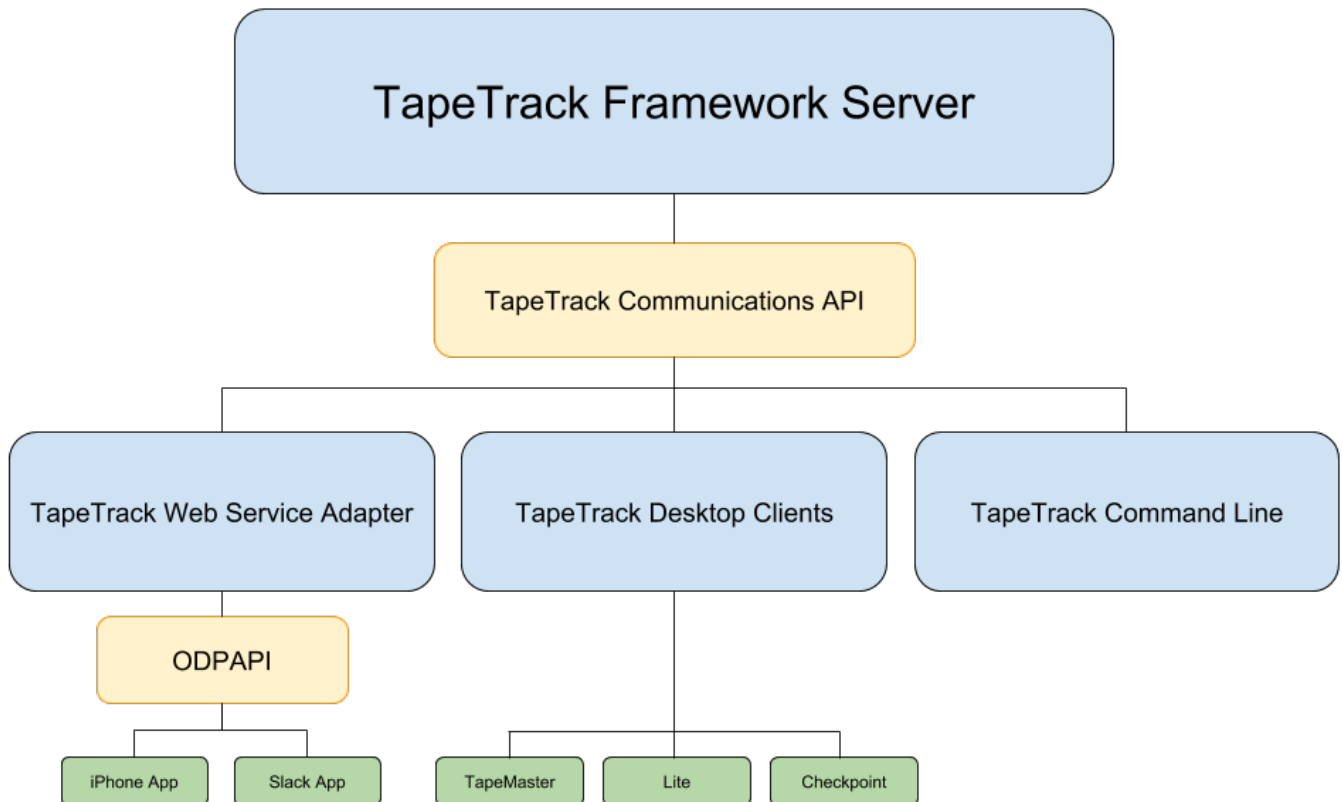 TapeTrack Framework Server
TapeTrack Communications API
TapeTrack Web Service Adapter
TapeTrack Desktop Clients
TapeTrack Command Line
ODPAPI
iPhone App
Slack App
TapeMaster
Lite
Checkpoint